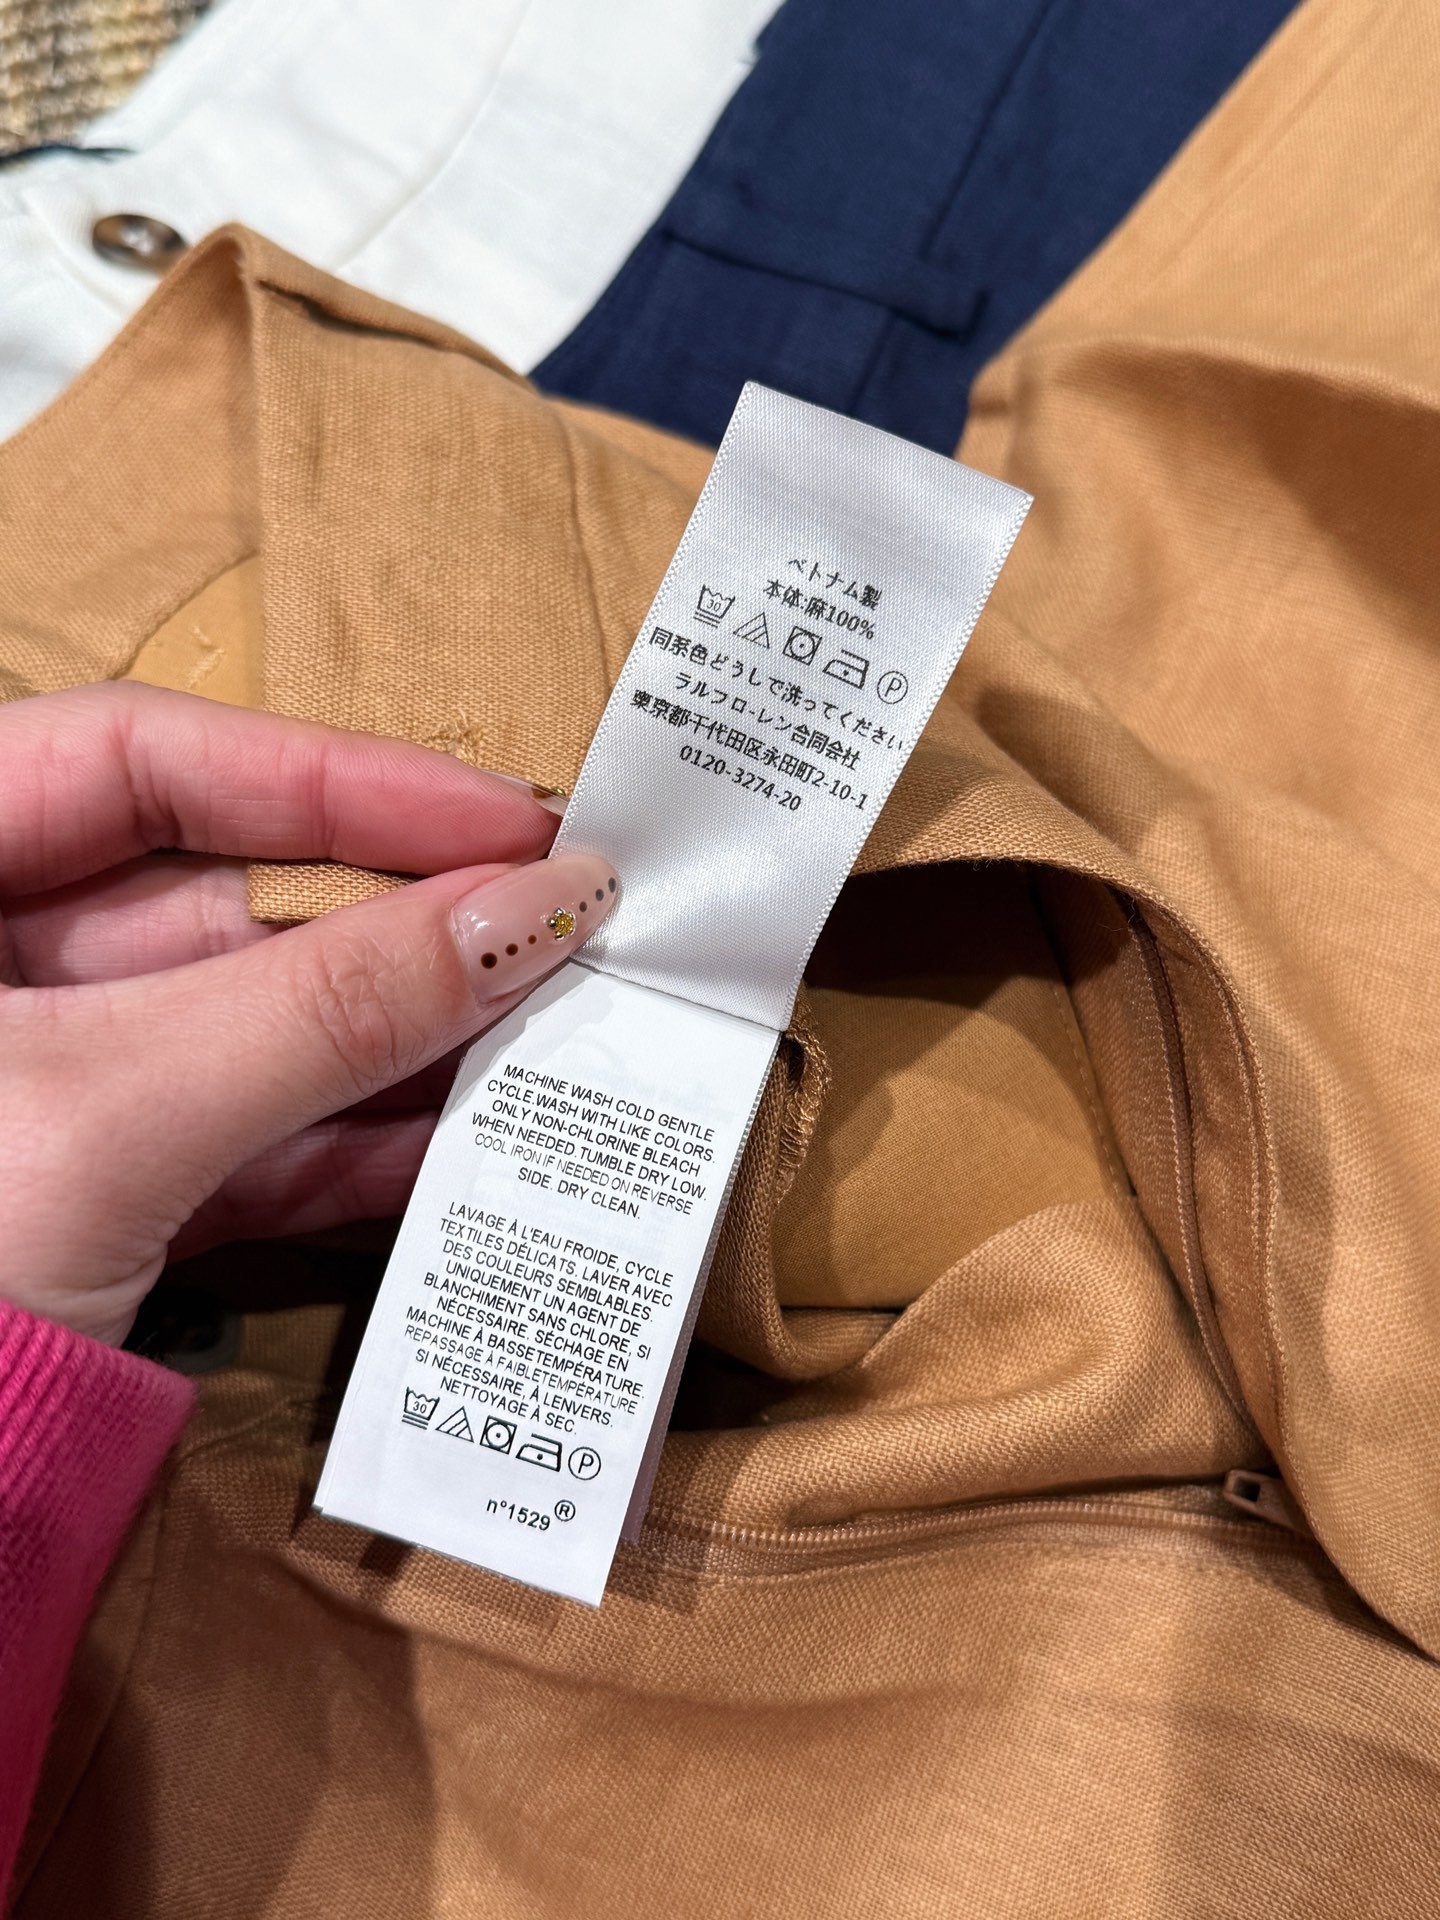 ベトナム製
本体:麻100%
30 P
同系色どうしで洗ってください
ラルフローレン合同会社
東京都千代田区永田町2-10-1
0120-3274-20
MACHINE WASH COLD GENTLE
CYCLE.WASH WITH LIKE COLORS.
ONLY NON-CHLORINE BLEACH
WHEN NEEDED.TUMBLE DRY LOW.
COOL IRON IF NEEDED ON REVERSE
SIDE. DRY CLEAN.
LAVAGE À L'EAU FROIDE, CYCLE
TEXTILES DÉLICATS. LAVER AVEC
DES COULEURS SEMBLABLES.
UNIQUEMENT UN AGENT DE
BLANCHIMENT SANS CHLORE, SI
NÉCESSAIRE. SÉCHAGE EN
MACHINE À BASSETEMPÉRATURE.
REPASSAGE À FAIBLETEMPÉRATURE
SI NÉCESSAIRE, À L'ENVERS.
NETTOYAGE À SEC.
30 P
n°1529®